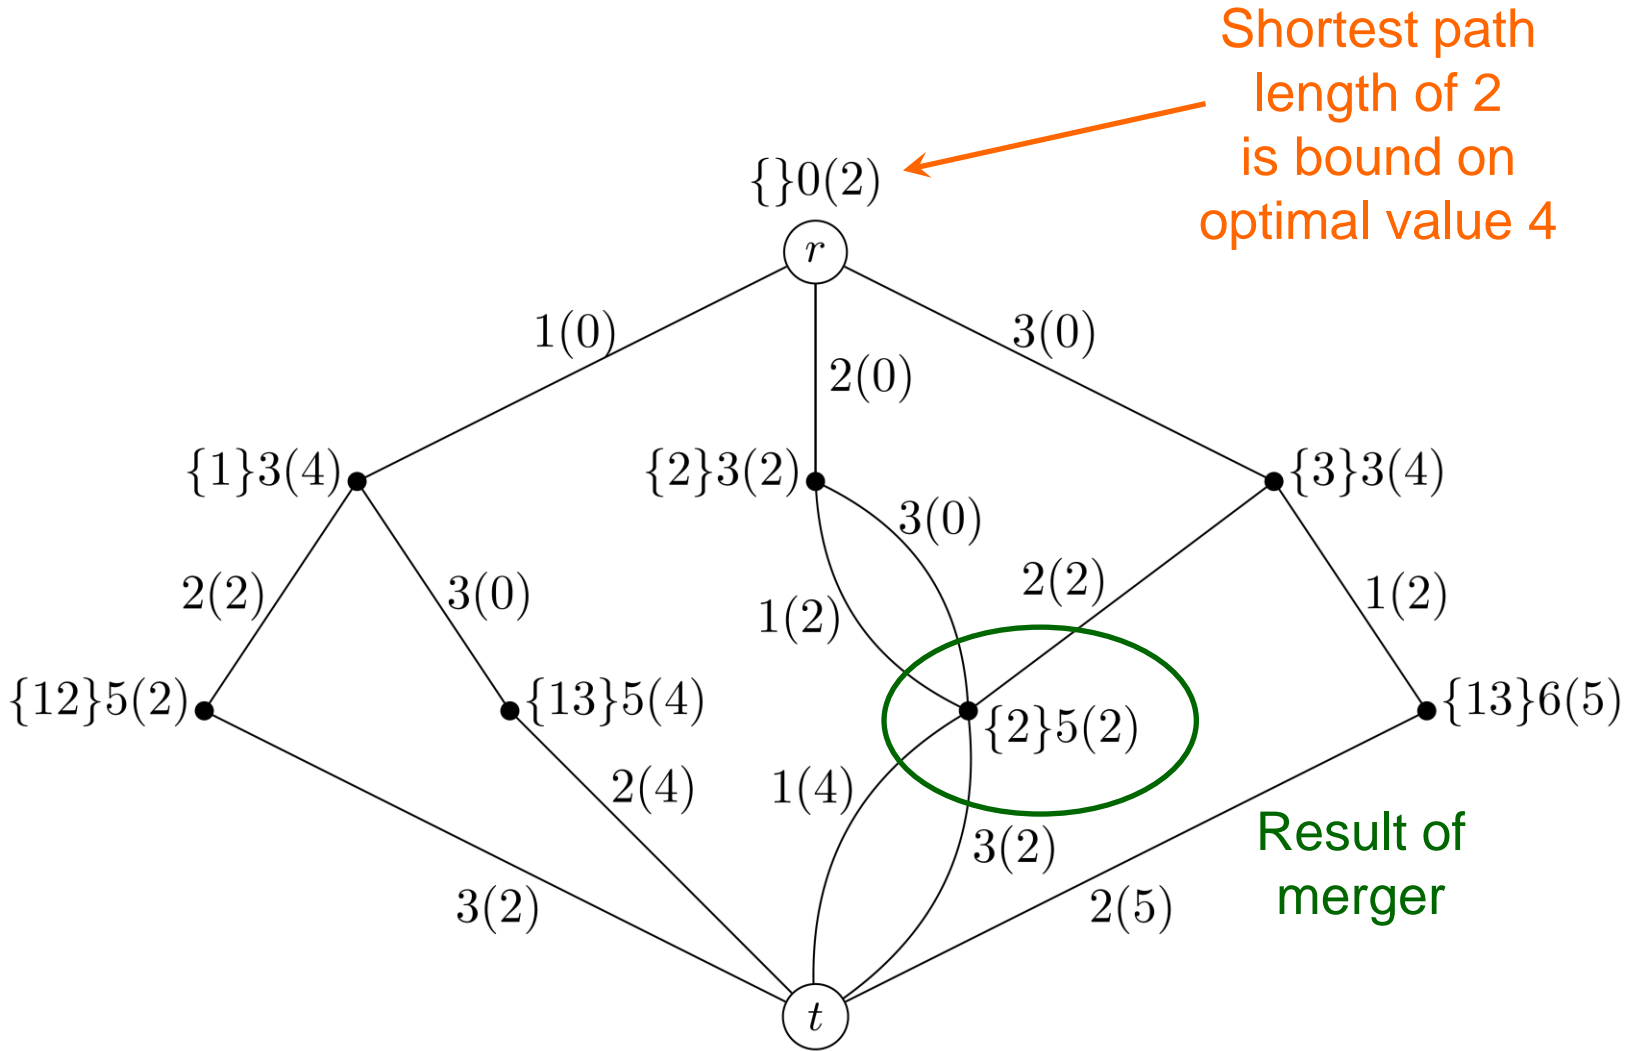 Shortest path
length of 2
is bound on
optimal value 4
{}0(2)
r
1(0)
2(0)
3(0)
{1}3(4)
{2}3(2)
{3}3(4)
2(2)
3(0)
1(2)
3(0)
2(2)
1(2)
{12}5(2)
{13}5(4)
{2}5(2)
{13}6(5)
3(2)
2(4)
1(4)
3(2)
2(5)
Result of
merger
t